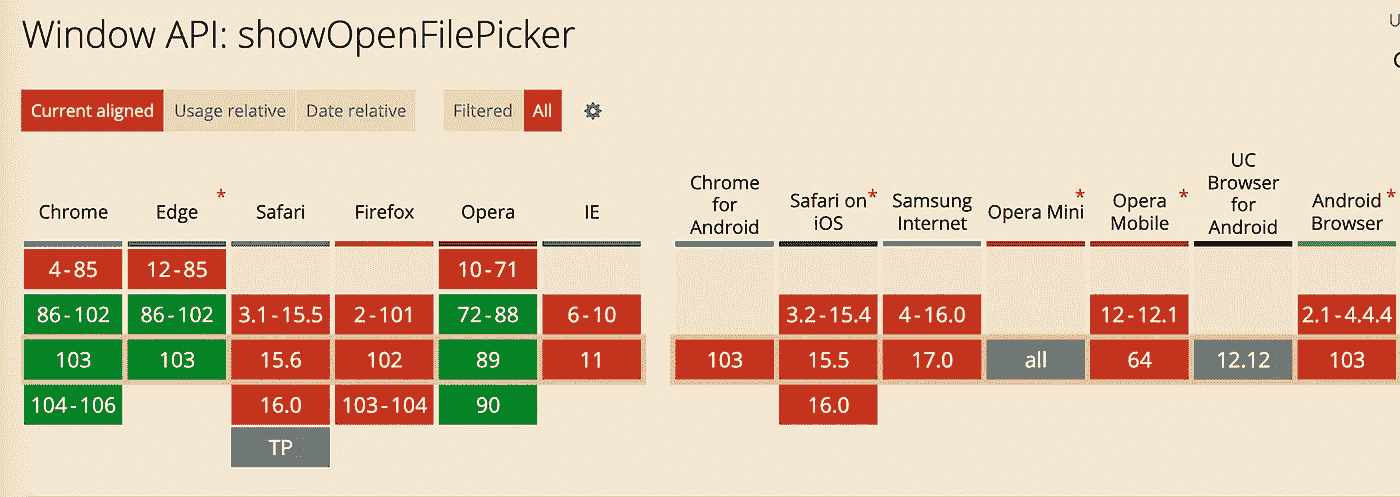 Window API: showOpenFilePicker
Current aligned Usage relative Date relative Filtered All
Chrome Edge * Safari Firefox Opera IE
Chrome for Android Safari on iOS * Samsung Internet Opera Mini * Opera Mobile * UC Browser for Android Android Browser *
4-85 12-85 10-71
86-102 86-102 3.1-15.5 2-101 72-88 6-10 3.2-15.4 4-16.0 12-12.1 2.1-4.4.4
103 103 15.6 102 89 11 103 15.5 17.0 all 64 12.12 103
104-106 16.0 103-104 90 16.0
TP